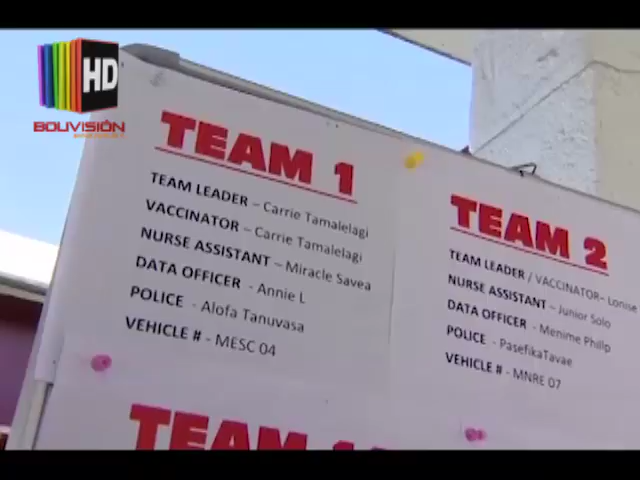 HD
BOLIVISIÓN
TEAM 1
TEAM LEADER – Carrie Tamalelagi
VACCINATOR – Carrie Tamalelagi
NURSE ASSISTANT – Miracle Savea
DATA OFFICER - Annie L
POLICE - Alofa Tanuvasa
VEHICLE # - MESC 04
TEAM 2
TEAM LEADER / VACCINATOR– Lonise
NURSE ASSISTANT – Junior Solo
DATA OFFICER - Menime Philip
POLICE - PasefikaTavae
VEHICLE # - MNRE 07
TEAM